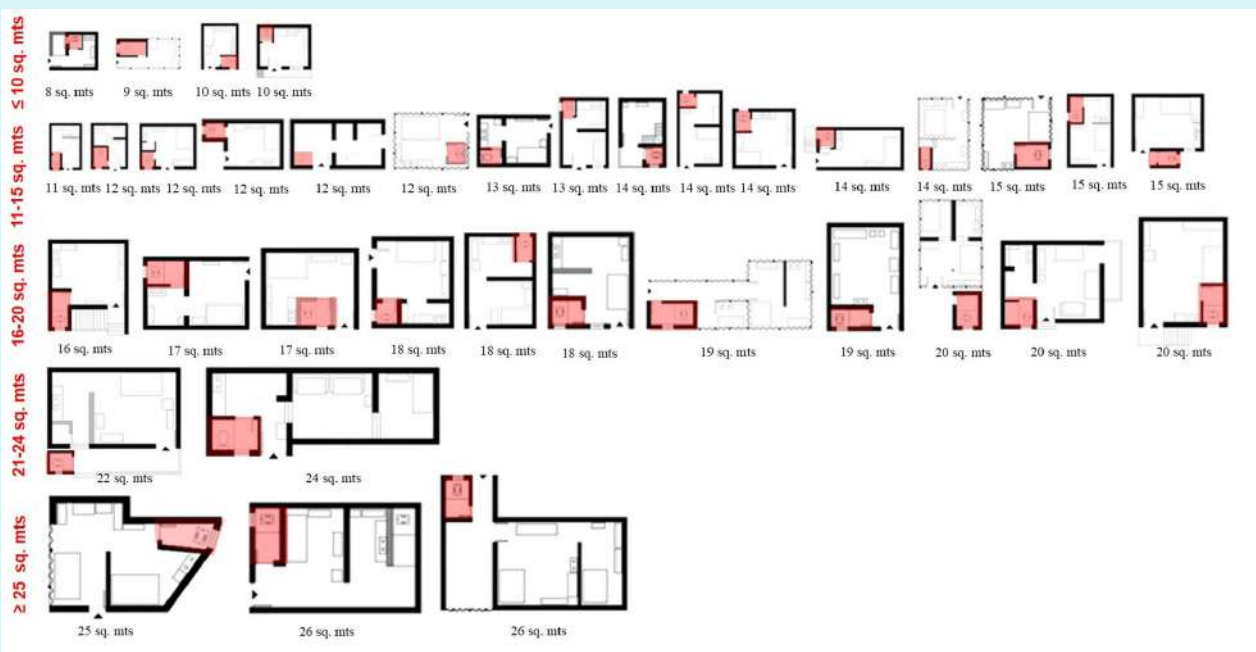 ≤ 10 sq. mts
8 sq. mts
9 sq. mts
10 sq. mts
10 sq. mts
11-15 sq. mts
11 sq. mts
12 sq. mts
12 sq. mts
12 sq. mts
12 sq. mts
12 sq. mts
13 sq. mts
13 sq. mts
14 sq. mts
14 sq. mts
14 sq. mts
14 sq. mts
14 sq. mts
15 sq. mts
15 sq. mts
15 sq. mts
16-20 sq. mts
16 sq. mts
17 sq. mts
17 sq. mts
18 sq. mts
18 sq. mts
18 sq. mts
19 sq. mts
19 sq. mts
20 sq. mts
20 sq. mts
20 sq. mts
21-24 sq. mts
22 sq. mts
24 sq. mts
≥ 25 sq. mts
25 sq. mts
26 sq. mts
26 sq. mts